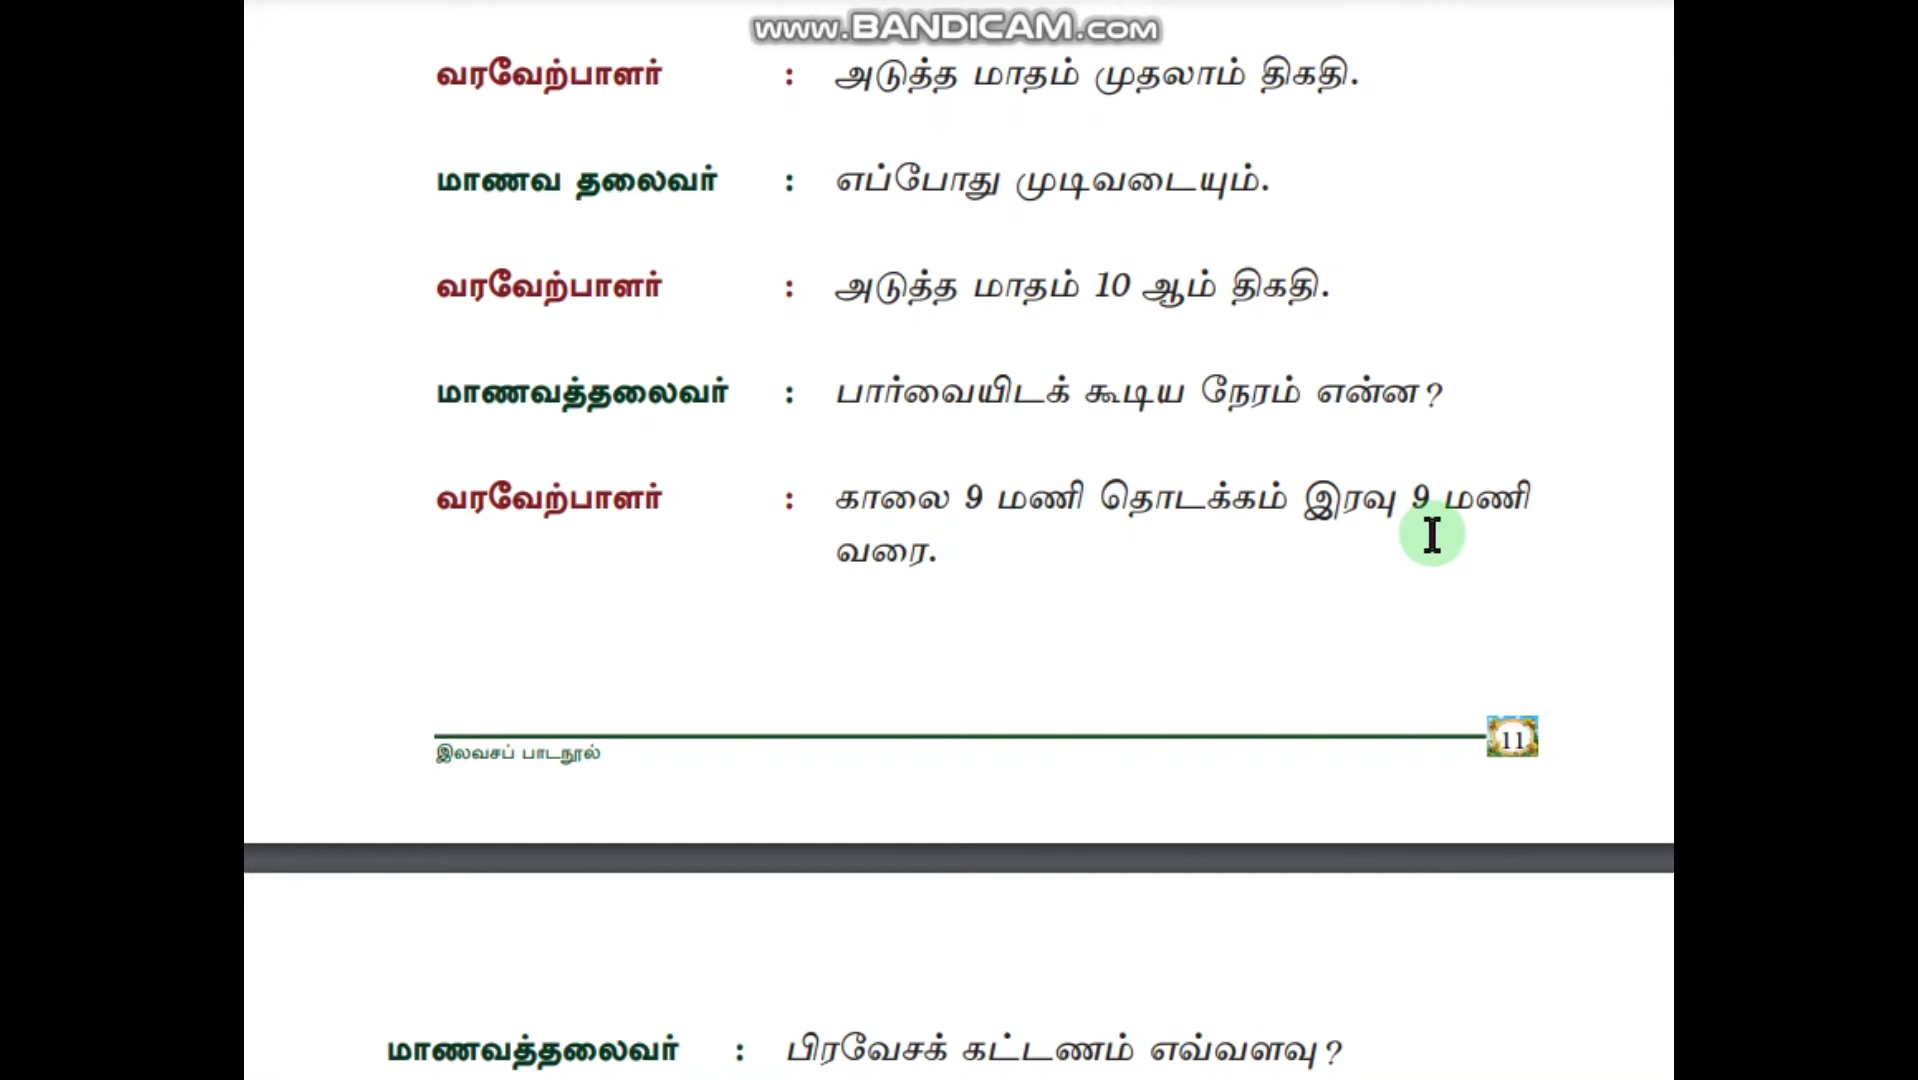 www.BANDICAM.com
வரவேற்பாளர் : அடுத்த மாதம் முதலாம் திகதி.
மாணவ தலைவர் : எப்போது முடிவடையும்.
வரவேற்பாளர் : அடுத்த மாதம் 10 ஆம் திகதி.
மாணவத்தலைவர் : பார்வையிடக் கூடிய நேரம் என்ன?
வரவேற்பாளர் : காலை 9 மணி தொடக்கம் இரவு 9 மணி
வரை.
இலவசப் பாடநூல்
11
மாணவத்தலைவர் : பிரவேசக் கட்டணம் எவ்வளவு?